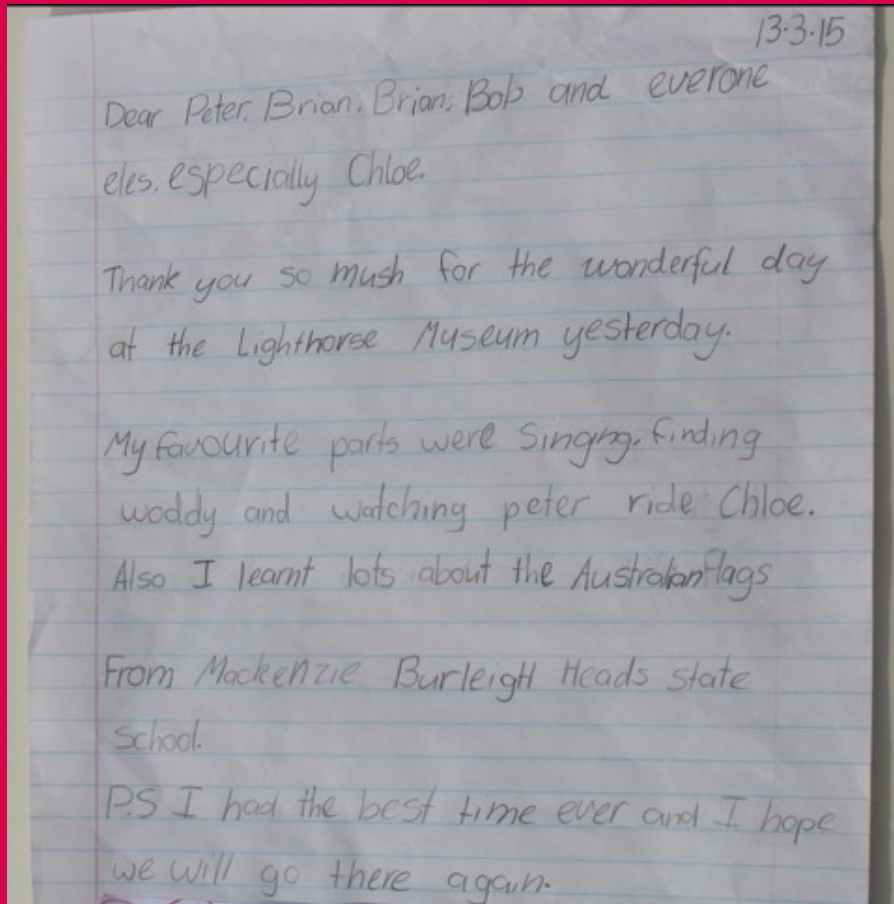 13.3.15
Dear Peter. Brian. Brian. Bob and everone
eles. especially Chloe.
Thank you so mush for the wonderful day
at the Lighthorse Museum yesterday.
My favourite parts were Singing. finding
woddy and watching peter ride Chloe.
Also I learnt lots about the Australian flags
From Mackenzie Burleigh Heads state
School.
P.S I had the best time ever and I hope
we will go there again.